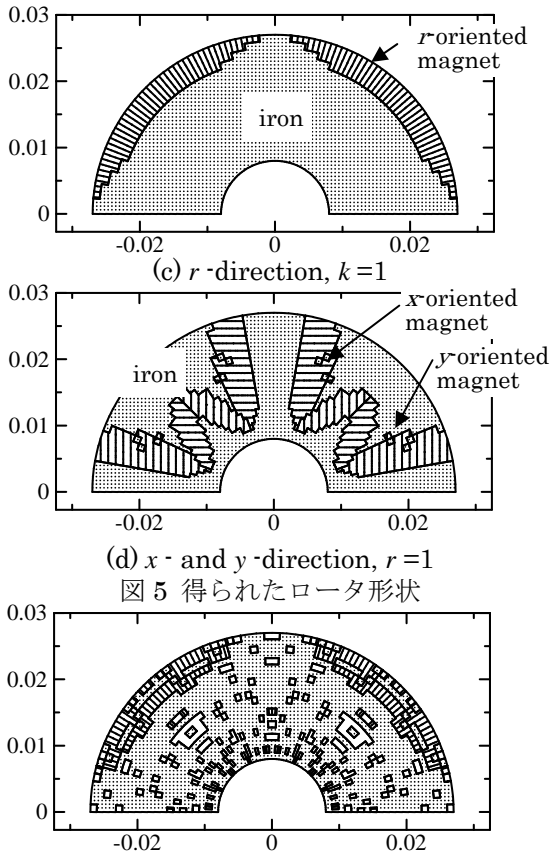 0.03
r-oriented
magnet
0.02
iron
0.01
0
-0.02 0 0.02
(c) r -direction, k =1
0.03
x-oriented
magnet
0.02
y-oriented
magnet
iron
0.01
0
-0.02 0 0.02
(d) x - and y -direction, r =1
図 5 得られたロータ形状
0.03
0.02
0.01
0
-0.02 0 0.02